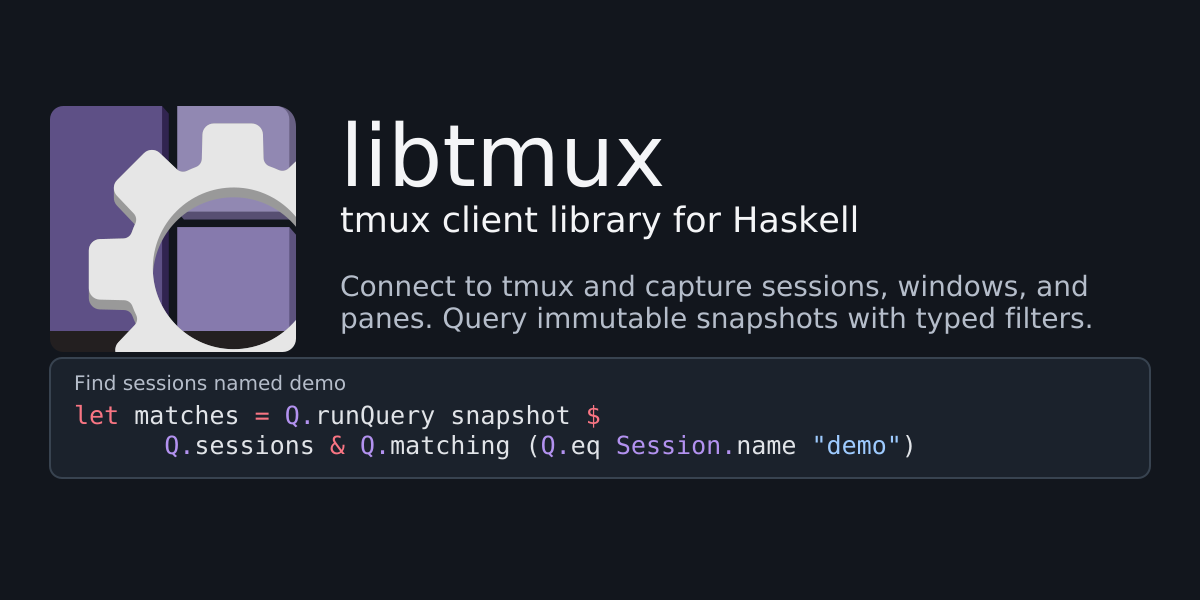 libtmux
tmux client library for Haskell
Connect to tmux and capture sessions, windows, and
panes. Query immutable snapshots with typed filters.
Find sessions named demo
let matches = Q.runQuery snapshot $
      Q.sessions & Q.matching (Q.eq Session.name "demo")